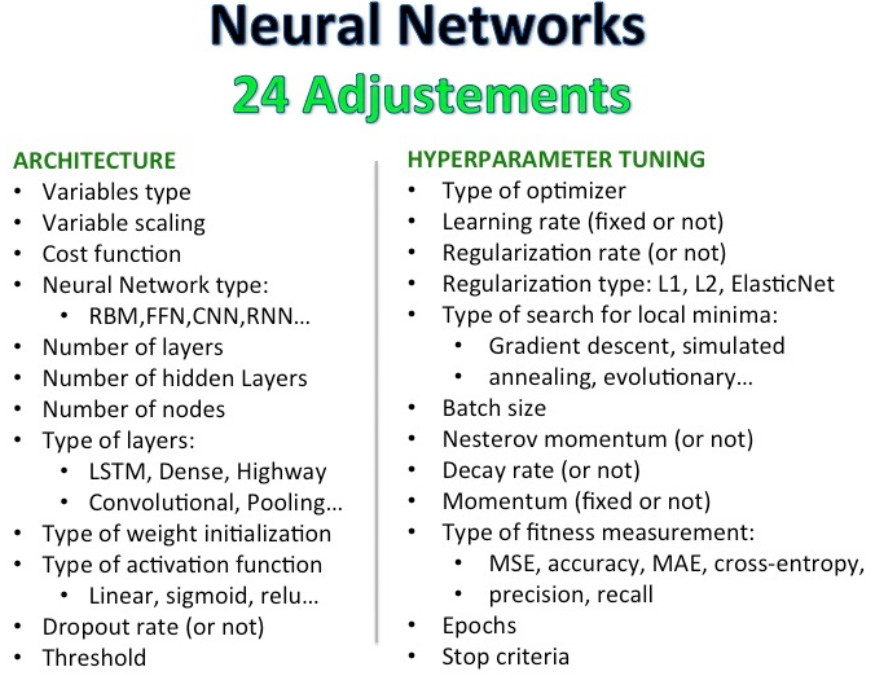 Neural Networks
24 Adjustements
ARCHITECTURE
• Variables type
• Variable scaling
• Cost function
• Neural Network type:
• RBM,FFN,CNN,RNN...
• Number of layers
• Number of hidden Layers
• Number of nodes
• Type of layers:
• LSTM, Dense, Highway
• Convolutional, Pooling...
• Type of weight initialization
• Type of activation function
• Linear, sigmoid, relu...
• Dropout rate (or not)
• Threshold
HYPERPARAMETER TUNING
• Type of optimizer
• Learning rate (fixed or not)
• Regularization rate (or not)
• Regularization type: L1, L2, ElasticNet
• Type of search for local minima:
• Gradient descent, simulated
• annealing, evolutionary...
• Batch size
• Nesterov momentum (or not)
• Decay rate (or not)
• Momentum (fixed or not)
• Type of fitness measurement:
• MSE, accuracy, MAE, cross-entropy,
• precision, recall
• Epochs
• Stop criteria